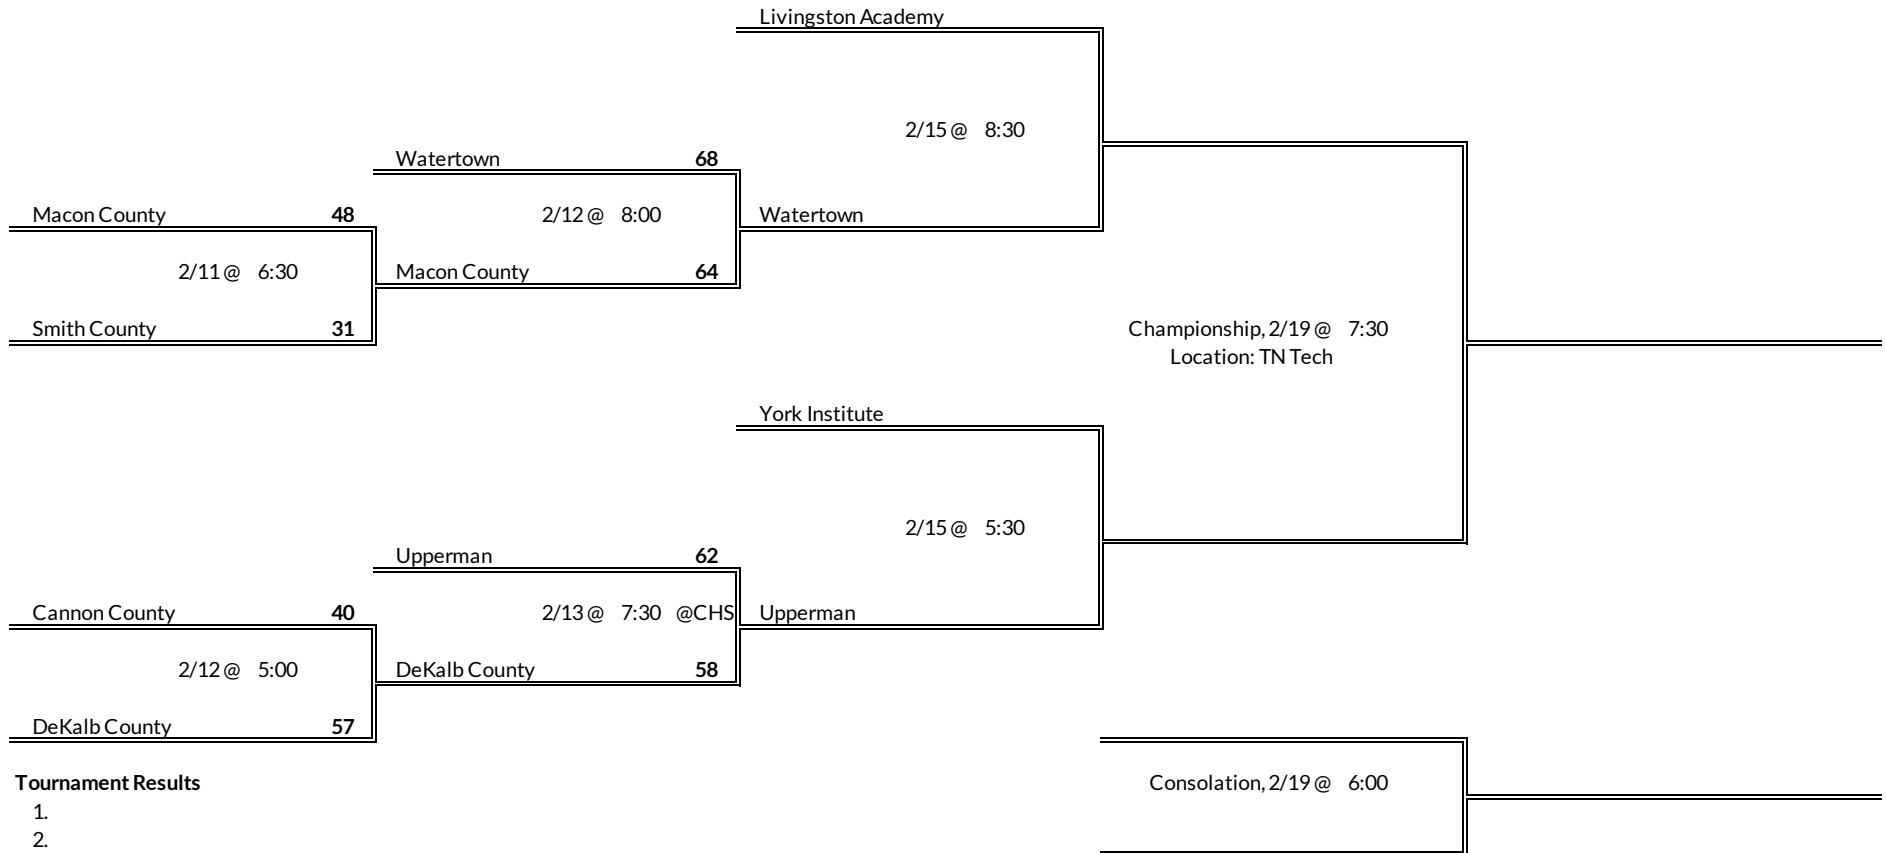 Livingston Academy
2/15 @ 8:30
Watertown 68
Macon County 48 2/12 @ 8:00 Watertown
2/11 @ 6:30 Macon County 64
Smith County 31 Championship, 2/19 @ 7:30
Location: TN Tech
York Institute
2/15 @ 5:30
Upperman 62
Cannon County 40 2/13 @ 7:30 @CHS Upperman
2/12 @ 5:00 DeKalb County 58
DeKalb County 57
Tournament Results Consolation, 2/19 @ 6:00
1.
2.